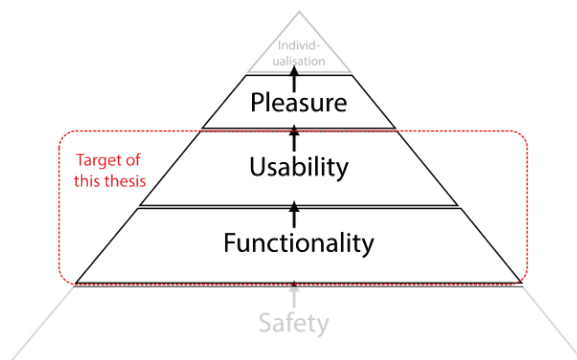 Individ-
ualisation
Pleasure
Target of
this thesis
Usability
Functionality
Safety